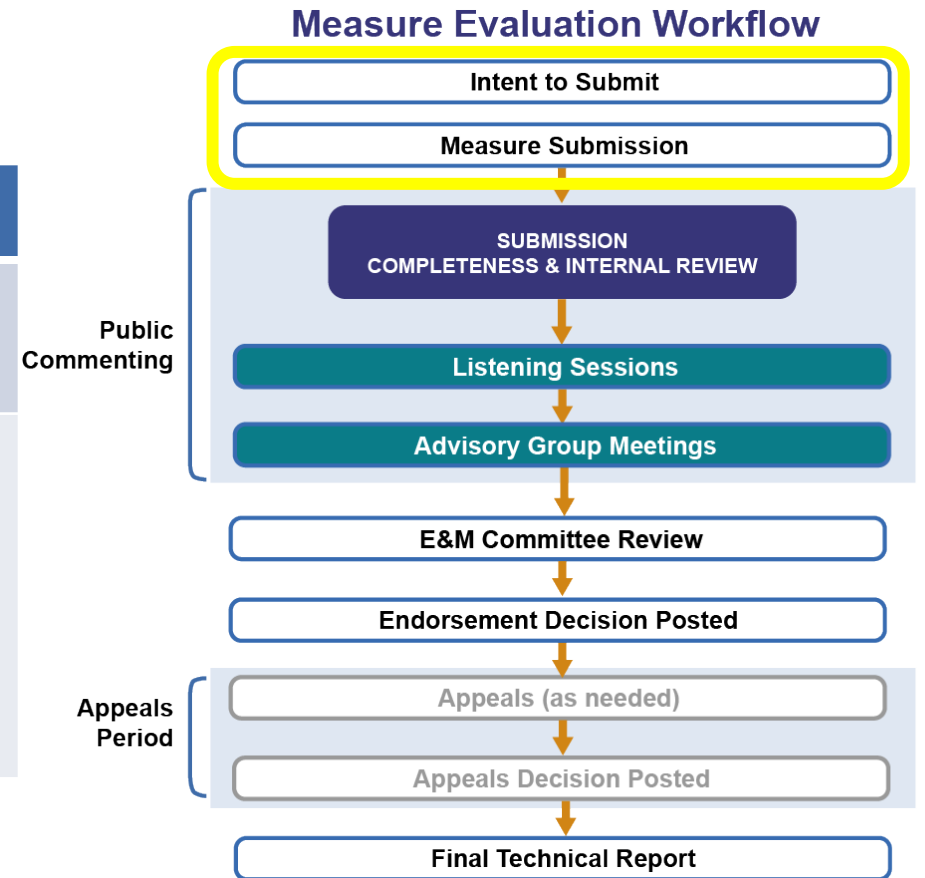 Measure Evaluation Workflow
Intent to Submit
Measure Submission
SUBMISSION
COMPLETENESS & INTERNAL REVIEW
Public
Commenting
Listening Sessions
Advisory Group Meetings
E&M Committee Review
Endorsement Decision Posted
Appeals
Period
Appeals (as needed)
Appeals Decision Posted
Final Technical Report